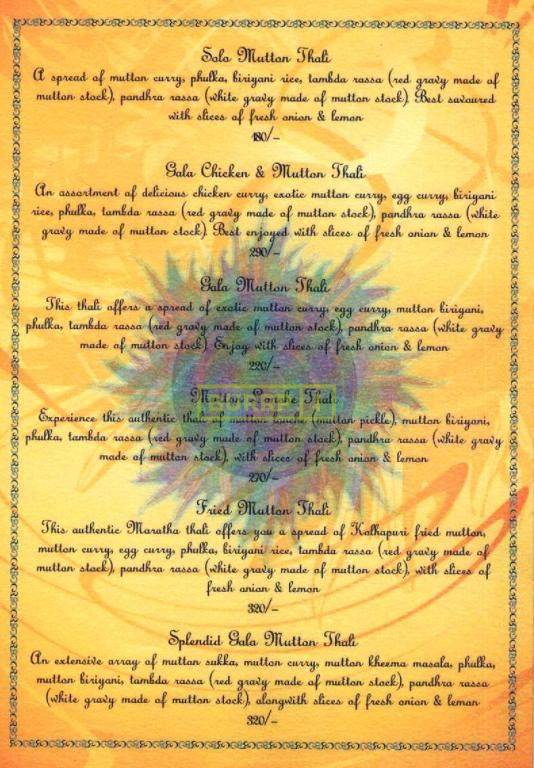 Solo Mutton Thali
A spread of mutton curry, phulka, biriyani rice, tambda rassa (red gravy made of
mutton stock), pandhra rassa (white gravy made of mutton stock). Best savoured
with slices of fresh onion & lemon
180/-
Gala Chicken & Mutton Thali
An assortment of delicious chicken curry, exotic mutton curry, egg curry, biriyani
rice, phulka, tambda rassa (red gravy made of mutton stock), pandhra rassa (white
gravy made of mutton stock). Best enjoyed with slices of fresh onion & lemon
290/-
Gala Mutton Thali
This thali offers a spread of exotic mutton curry, egg curry, mutton biriyani,
phulka, tambda rassa (red gravy made of mutton stock), pandhra rassa (white gravy
made of mutton stock). Enjoy with slices of fresh onion & lemon
220/-
Mutton Thali
Experience this authentic thali of mutton (mutton pickle), mutton biriyani,
phulka, tambda rassa (red gravy made of mutton stock), pandhra rassa (white gravy
made of mutton stock), with slices of fresh onion & lemon
270/-
Fried Mutton Thali
This authentic Maratha thali offers you a spread of Kolhapuri fried mutton,
mutton curry, egg curry, phulka, biriyani rice, tambda rassa (red gravy made of
mutton stock), pandhra rassa (white gravy made of mutton stock), with slices of
fresh onion & lemon
320/-
Splendid Gala Mutton Thali
An extensive array of mutton sukka, mutton curry, mutton kheema masala, phulka,
mutton biriyani, tambda rassa (red gravy made of mutton stock), pandhra rassa
(white gravy made of mutton stock), alongwith slices of fresh onion & lemon
320/-